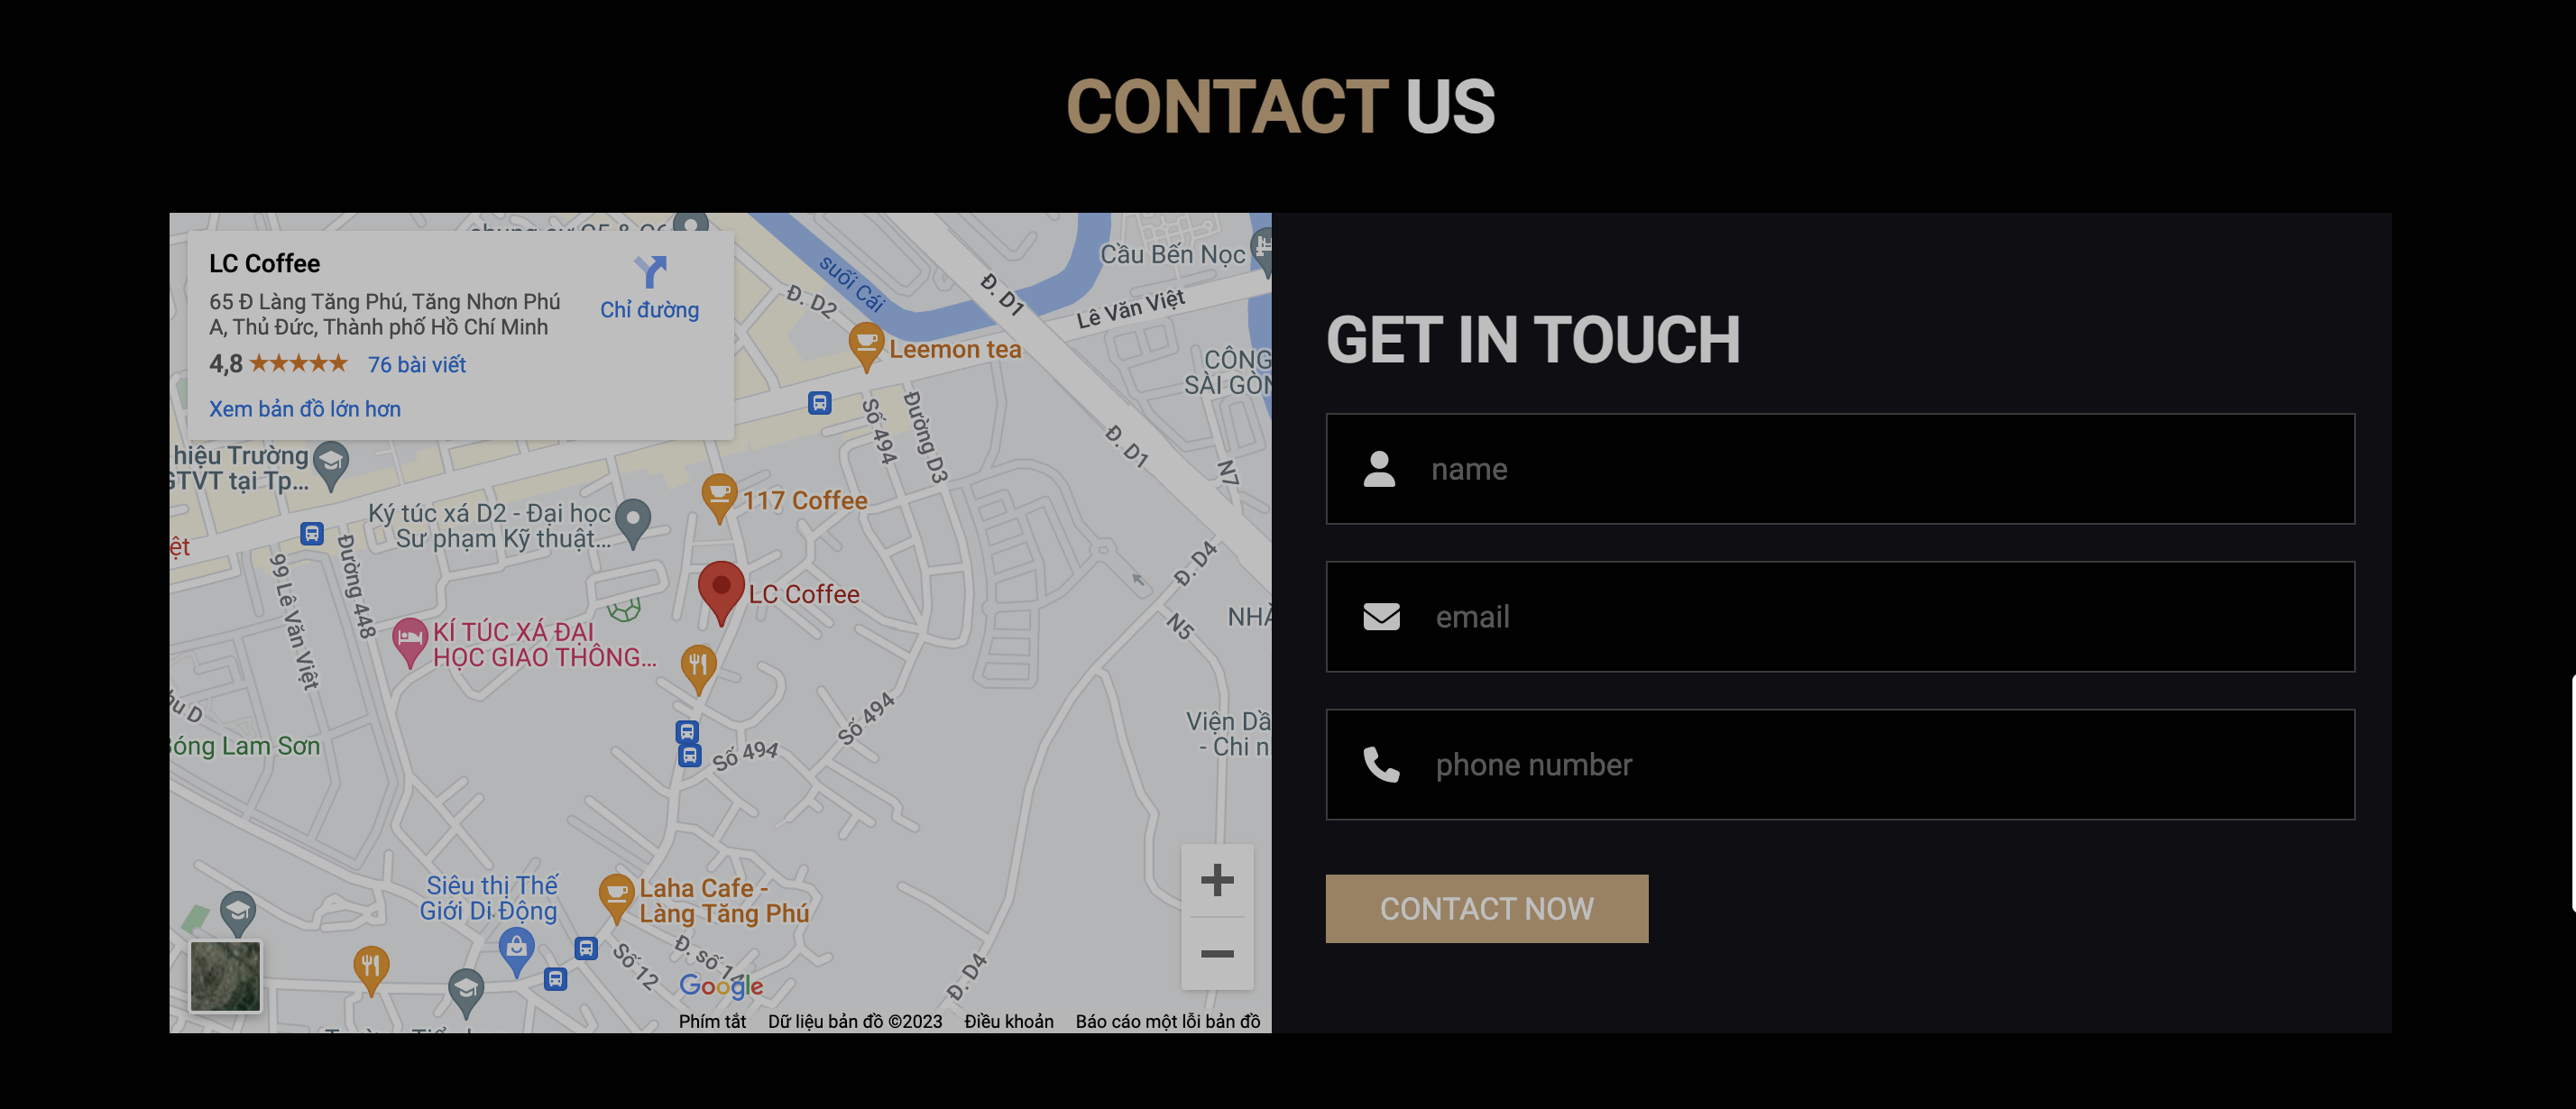 CONTACT US
LC Coffee
65 Đ Làng Tăng Phú, Tăng Nhơn Phú
A, Thủ Đức, Thành phố Hồ Chí Minh
4,8
76 bài viết
Xem bản đồ lớn hơn
Chỉ đường
suối Cái
Đ. D2
Đ. D1
Cầu Bến Nọc
Lê Văn Việt
Leemon tea
CÔNG
SÀI GÒN
Số 494
Đường D3
Đ. D1
N7
hiệu Trường
GTVT tại Tp...
117 Coffee
Ký túc xá D2 - Đại học
Sư phạm Kỹ thuật...
ệt
99 Lê Văn Việt
Đường 448
LC Coffee
Đ. D4
N5
NHÀ
KÍ TÚC XÁ ĐẠI
HỌC GIAO THÔNG...
Số 494
Số 494
Viện Dầ
- Chi n
Bóng Lam Sơn
Siêu thị Thế
Giới Di Động
Laha Cafe -
Làng Tăng Phú
Đ. số 14
Số 12
Đ. D4
Google
Phím tắt
Dữ liệu bản đồ ©2023
Điều khoản
Báo cáo một lỗi bản đồ
GET IN TOUCH
name
email
phone number
CONTACT NOW